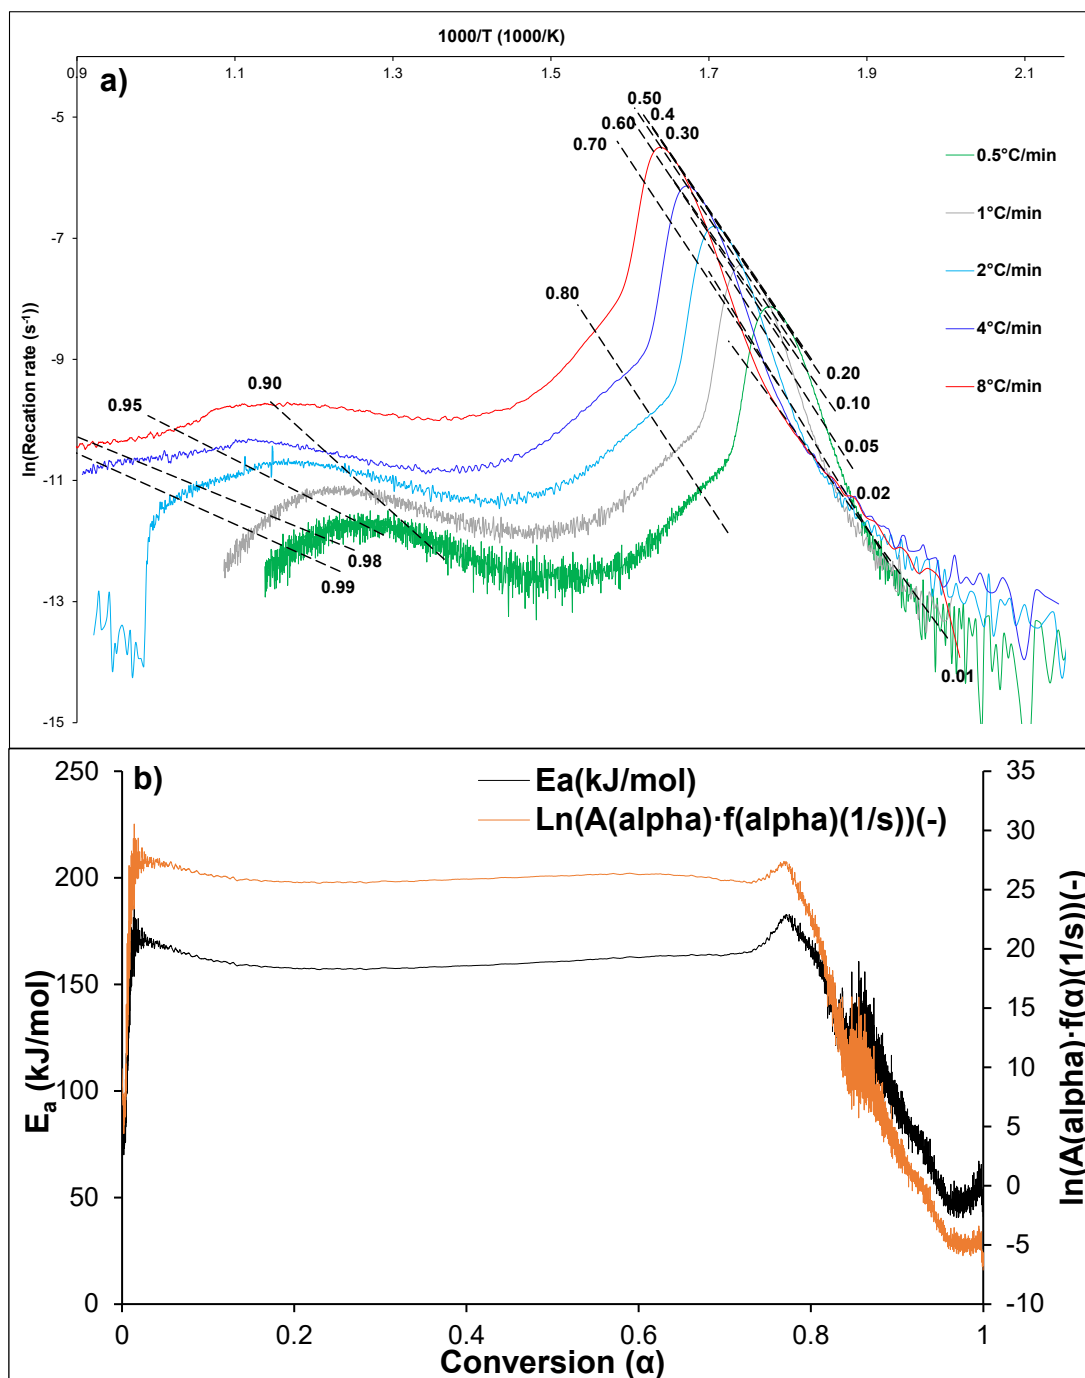 1000/T (1000/K)
0.9 1.1 1.3 1.5 1.7 1.9 2.1
a)
-5
-7
-9
-11
-13
-15
ln(Recation rate (s-1))
0.50
0.4
0.60
0.30
0.70
0.80
0.90
0.95
0.20
0.10
0.05
0.02
0.98
0.99
0.01
0.5°C/min
1°C/min
2°C/min
4°C/min
8°C/min
b)
Ea(kJ/mol)
Ln(A(alpha)·f(alpha)(1/s))(-)
250
200
150
100
50
0
Ea (kJ/mol)
35
30
25
20
15
10
5
0
-5
-10
ln(A(alpha)·f(α)(1/s))(-)
0 0.2 0.4 0.6 0.8 1
Conversion (α)